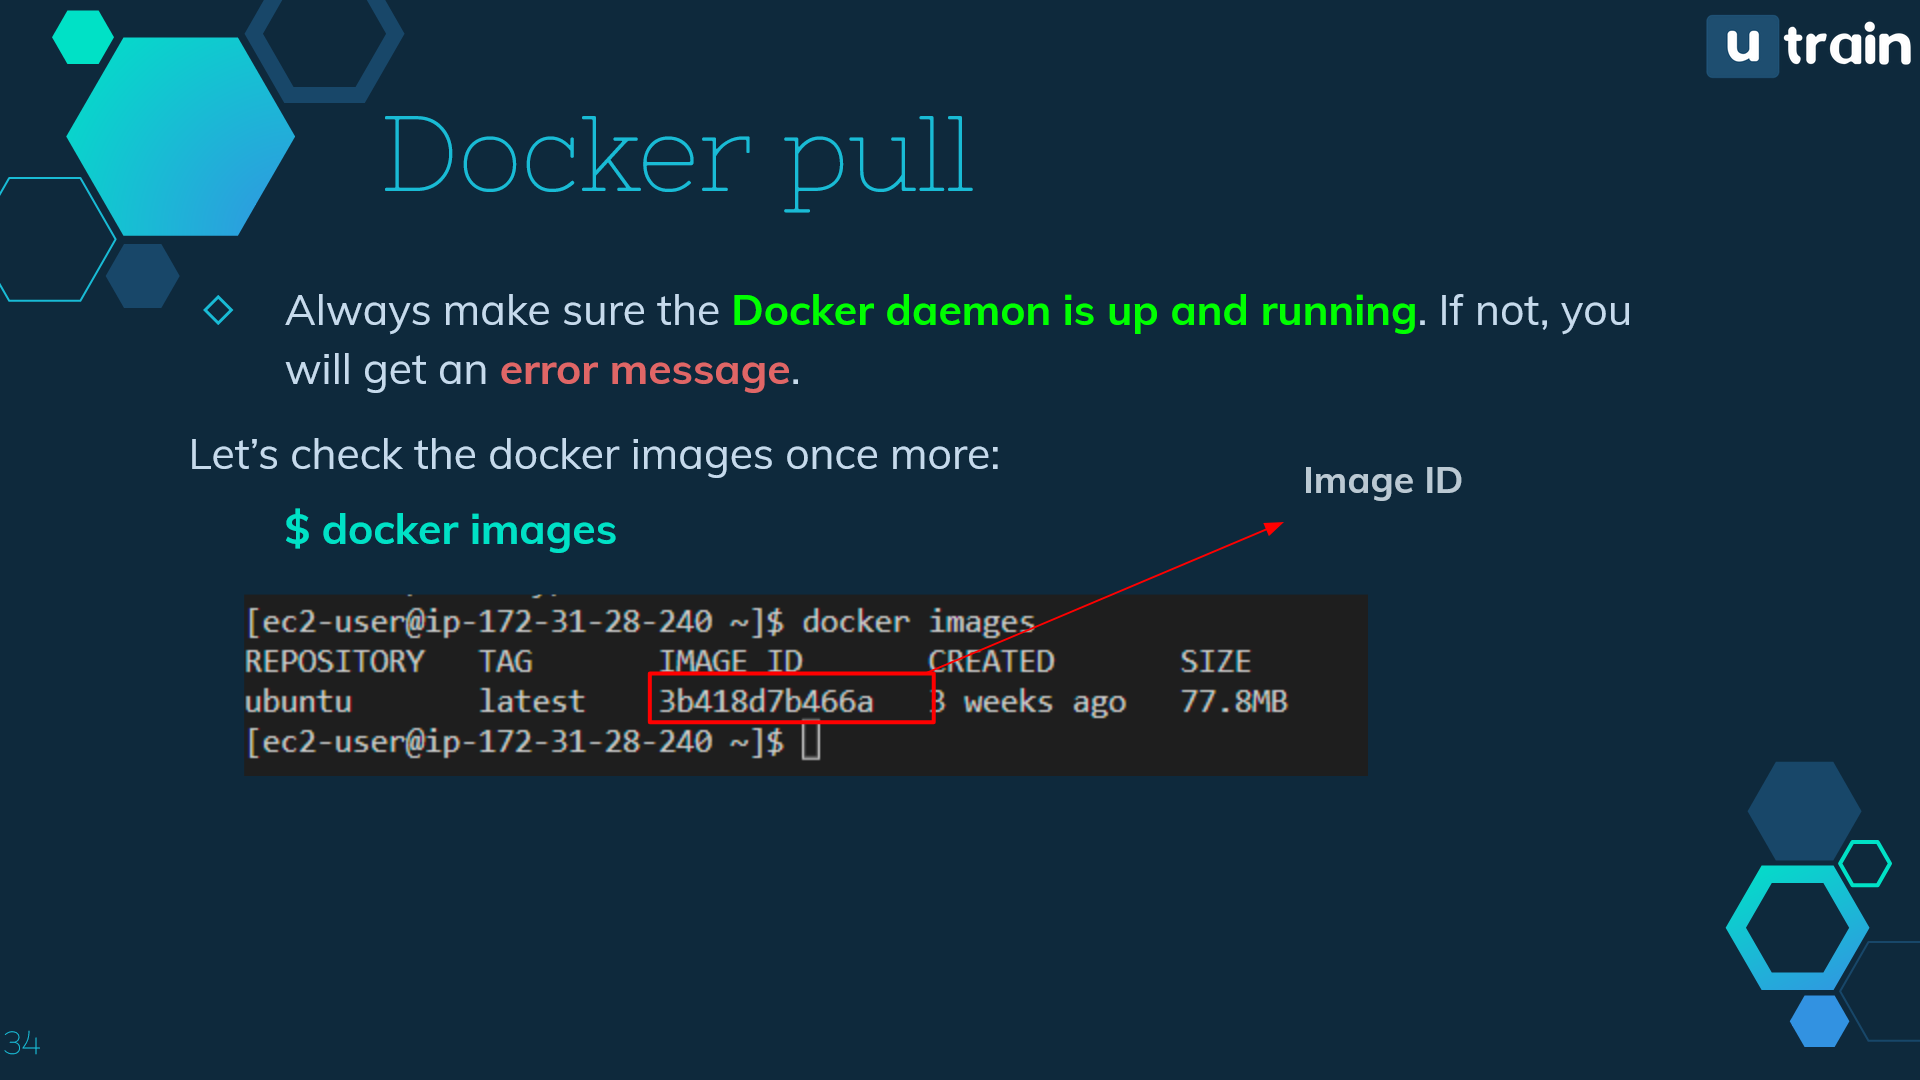 u train
Docker pull
Always make sure the Docker daemon is up and running. If not, you
will get an error message.
Let’s check the docker images once more:
Image ID
$ docker images
[ec2-user@ip-172-31-28-240 ~]$ docker images
REPOSITORY TAG IMAGE ID CREATED SIZE
ubuntu latest 3b418d7b466a 3 weeks ago 77.8MB
[ec2-user@ip-172-31-28-240 ~]$
34